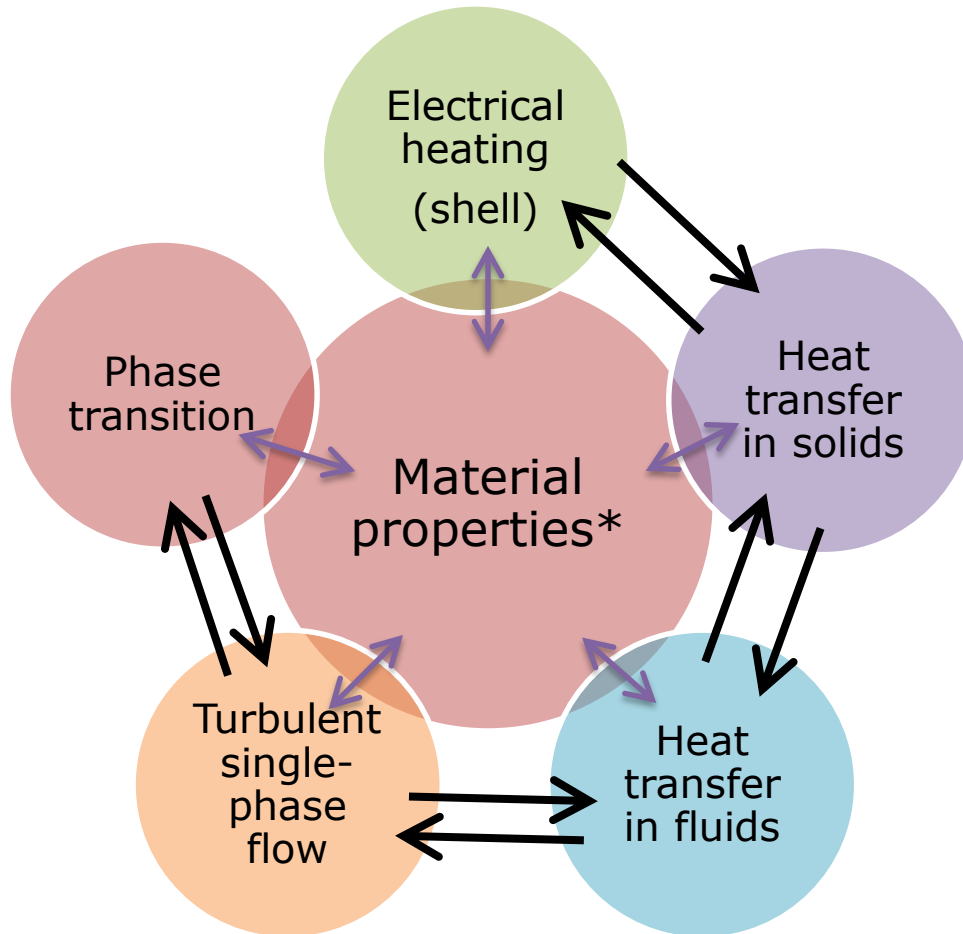 Electrical
heating
(shell)
Phase
transition
Heat
transfer
in solids
Material
properties*
Turbulent
single-
phase
flow
Heat
transfer
in fluids